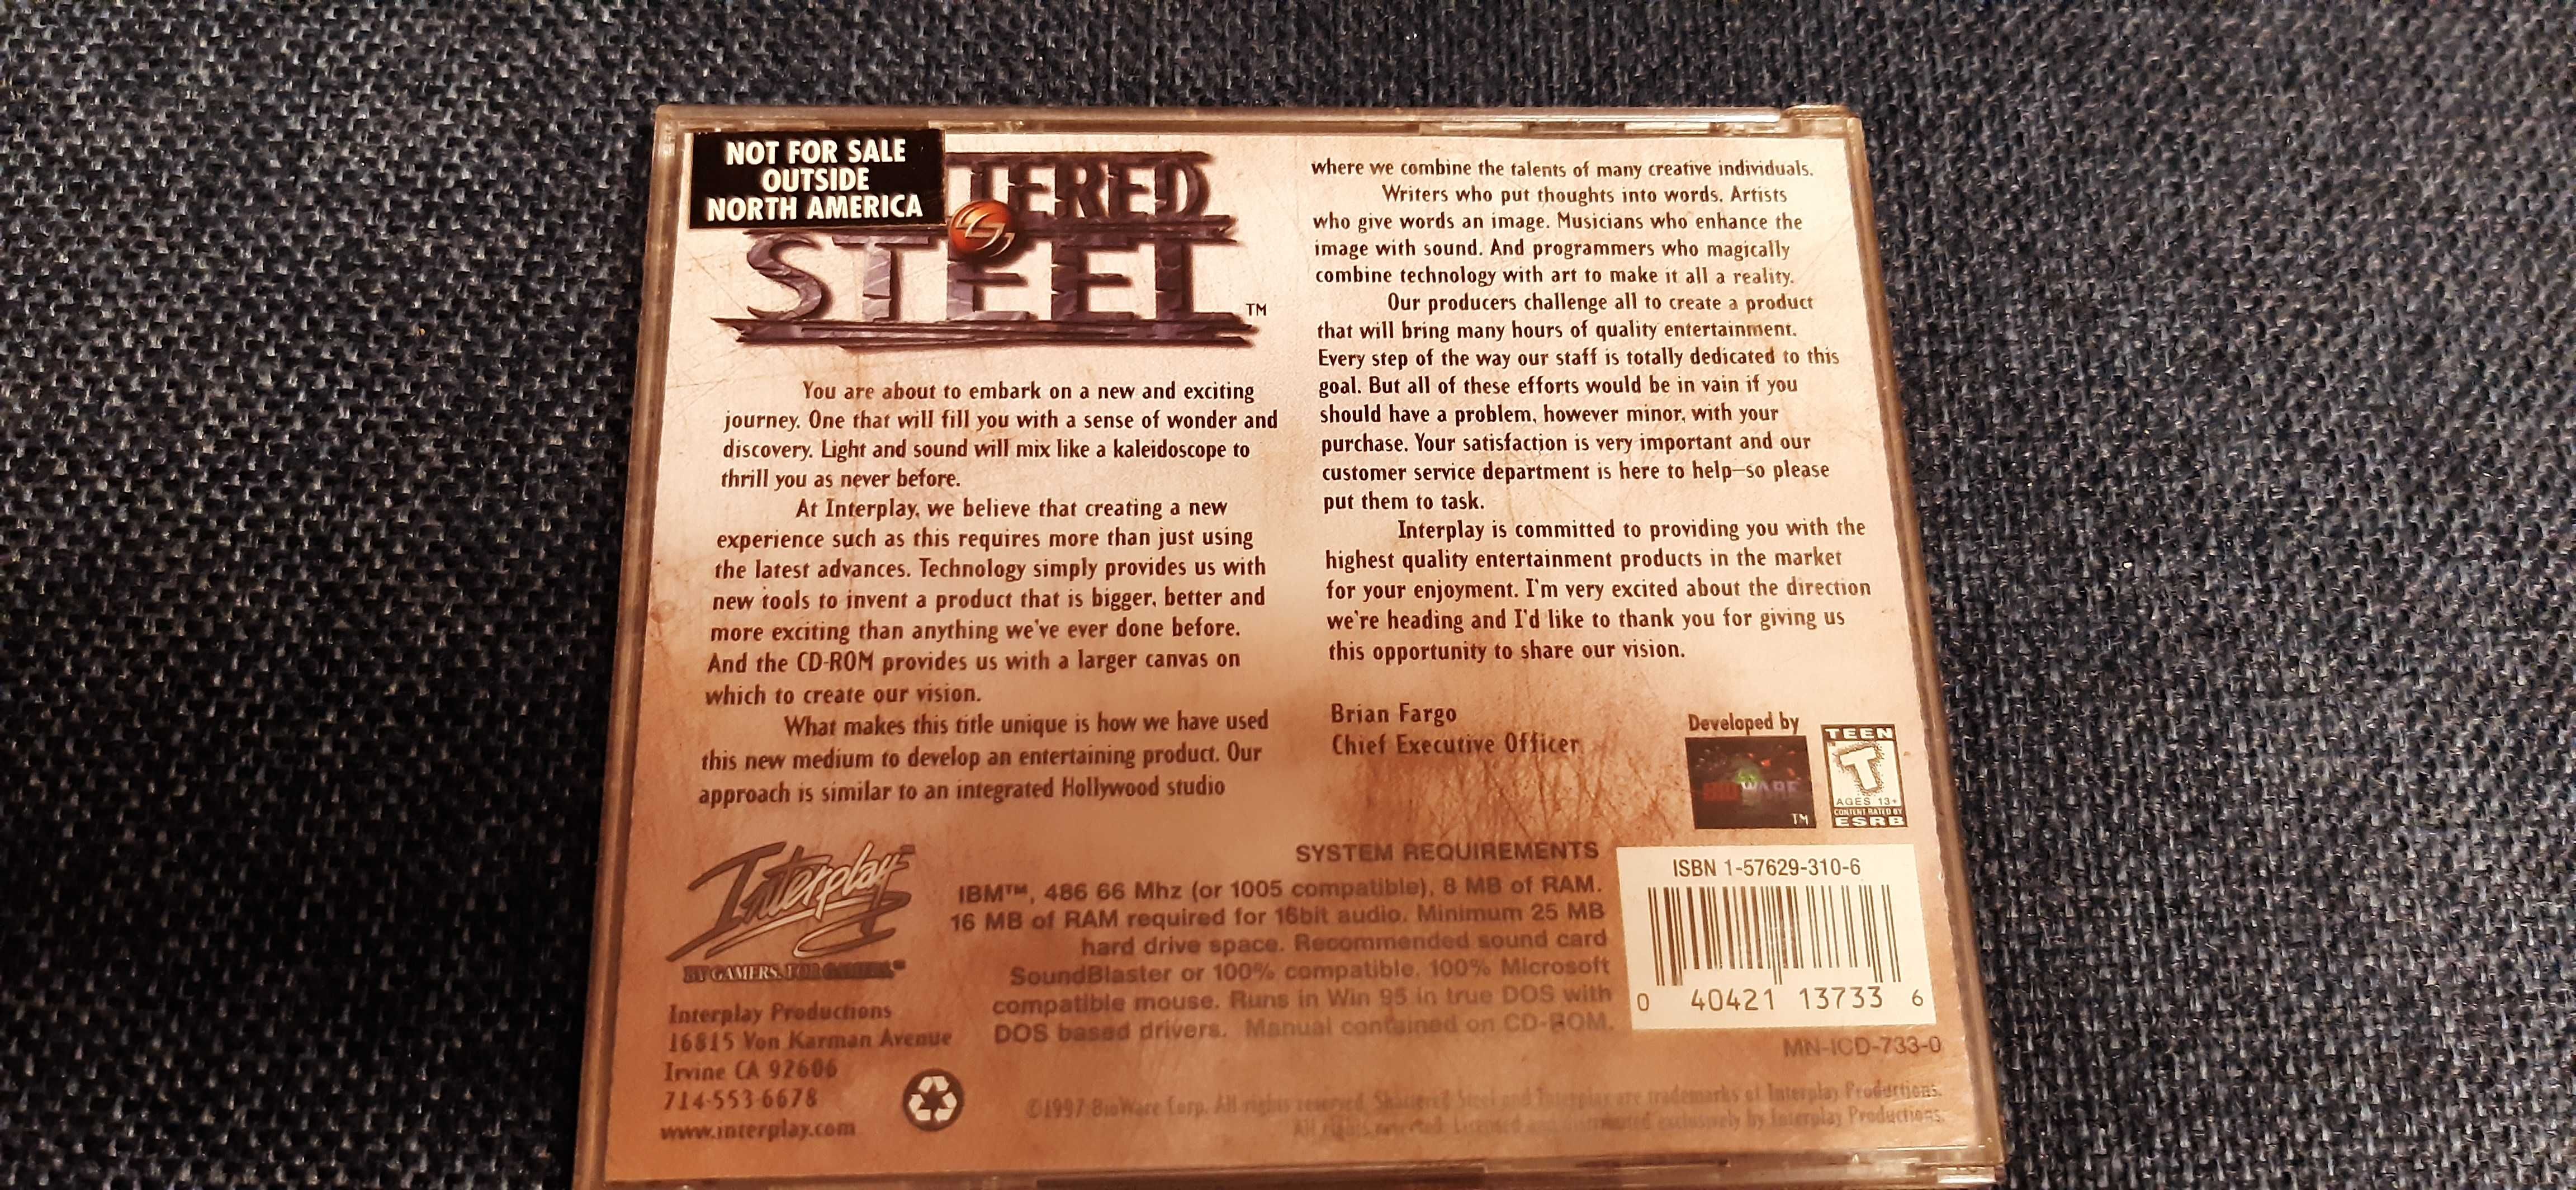 NOT FOR SALE
OUTSIDE
NORTH AMERICA
TERED
STEEL™
You are about to embark on a new and exciting
journey. One that will fill you with a sense of wonder and
discovery. Light and sound will mix like a kaleidoscope to
thrill you as never before.
At Interplay, we believe that creating a new
experience such as this requires more than just using
the latest advances. Technology simply provides us with
new tools to invent a product that is bigger, better and
more exciting than anything we've ever done before.
And the CD-ROM provides us with a larger canvas on
which to create our vision.
What makes this title unique is how we have used
this new medium to develop an entertaining product. Our
approach is similar to an integrated Hollywood studio
where we combine the talents of many creative individuals.
Writers who put thoughts into words. Artists
who give words an image. Musicians who enhance the
image with sound. And programmers who magically
combine technology with art to make it all a reality.
Our producers challenge all to create a product
that will bring many hours of quality entertainment.
Every step of the way our staff is totally dedicated to this
goal. But all of these efforts would be in vain if you
should have a problem, however minor, with your
purchase. Your satisfaction is very important and our
customer service department is here to help—so please
put them to task.
Interplay is committed to providing you with the
highest quality entertainment products in the market
for your enjoyment. I'm very excited about the direction
we're heading and I'd like to thank you for giving us
this opportunity to share our vision.
Brian Fargo
Chief Executive Officer
Developed by
BIOWARE
TM
TEEN
T
AGES 13+
CONTENT RATED BY
ESRB
Interplay
BY GAMERS. FOR GAMERS.™
Interplay Productions
16815 Von Karman Avenue
Irvine CA 92606
714-553-6678
www.interplay.com
SYSTEM REQUIREMENTS
IBM™, 486 66 Mhz (or 100% compatible), 8 MB of RAM.
16 MB of RAM required for 16bit audio. Minimum 25 MB
hard drive space. Recommended sound card
SoundBlaster or 100% compatible. 100% Microsoft
compatible mouse. Runs in Win 95 in true DOS with
DOS based drivers. Manual contained on CD-ROM.
ISBN 1-57629-310-6
0 40421 13733 6
MN-ICD-733-0
©1997 BioWare Corp. All rights reserved. Shattered Steel and Interplay are trademarks of Interplay Productions.
All rights reserved. Licensed and distributed exclusively by Interplay Productions.